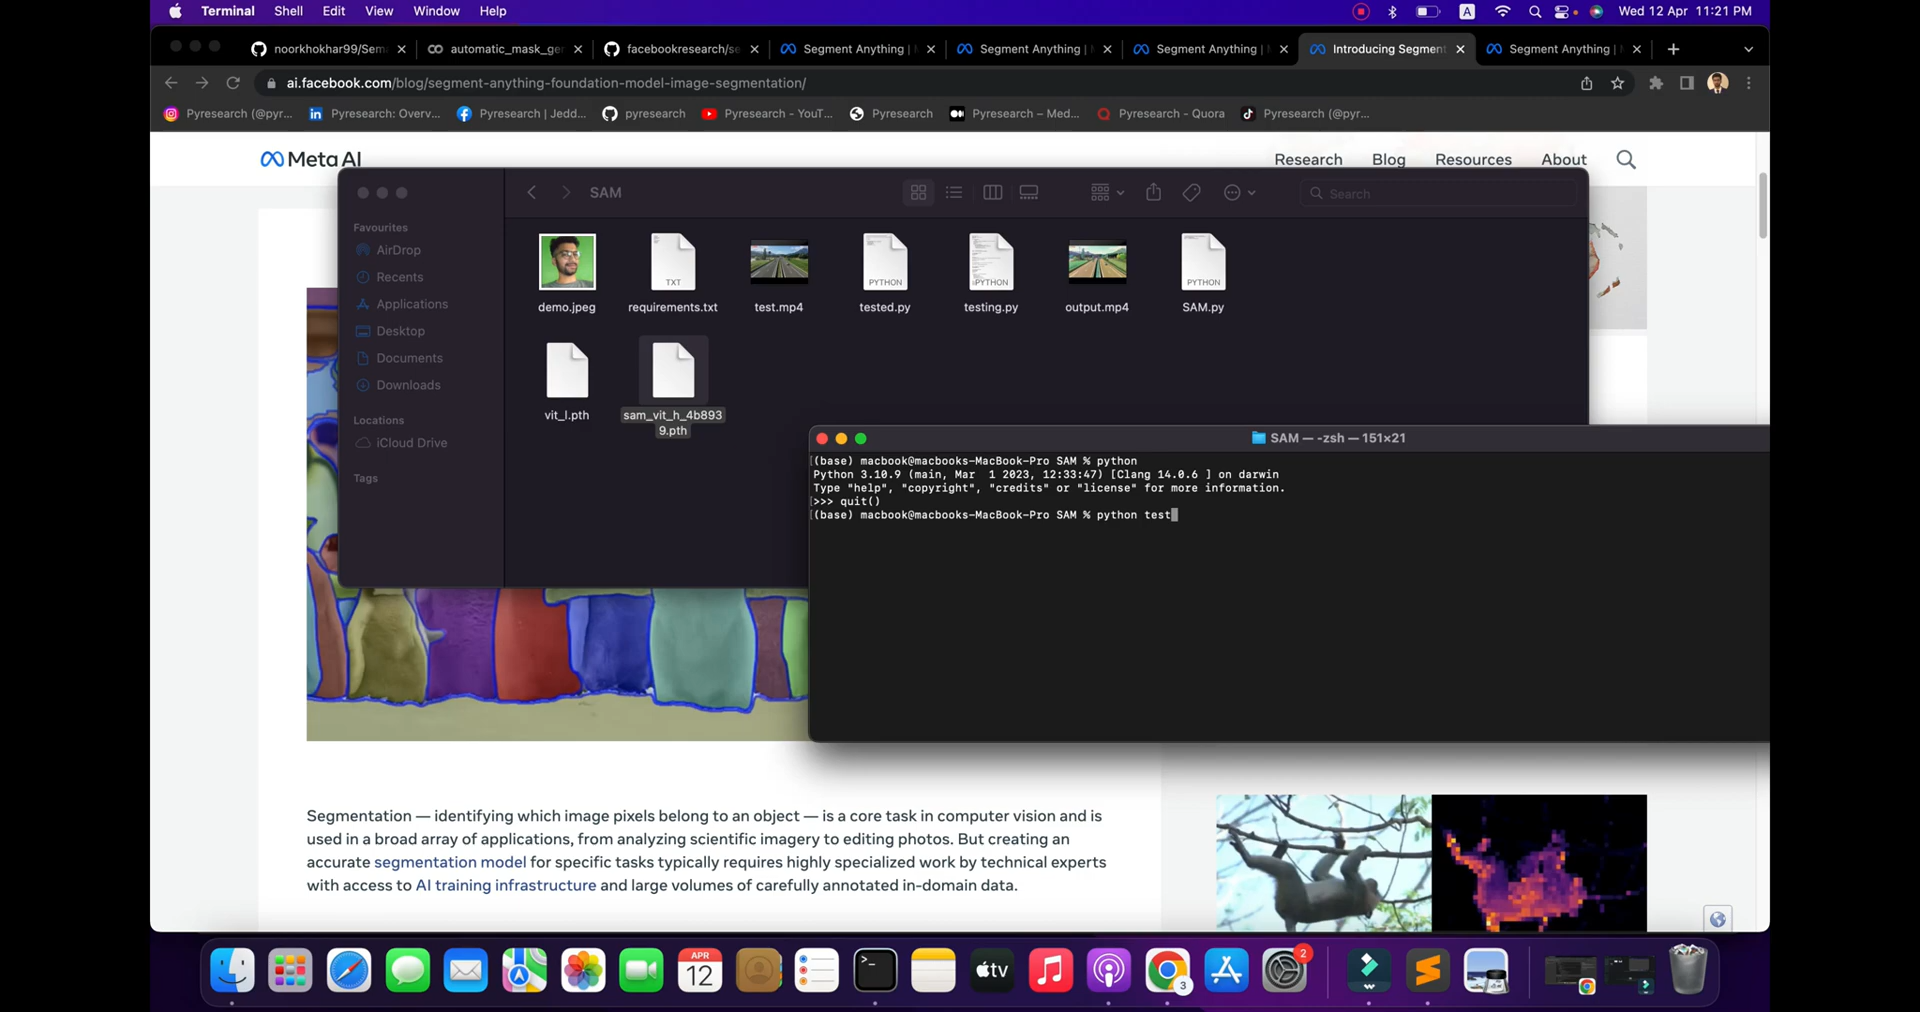 Terminal Shell Edit View Window Help
A Wed 12 Apr 11:21 PM
noorkhokhar99/Sem
automatic_mask_ge
facebookresearch/se
Segment Anything |
Segment Anything |
Segment Anything |
Introducing Segment
Segment Anything |
ai.facebook.com/blog/segment-anything-foundation-model-image-segmentation/
Pyresearch (@pyr...
Pyresearch: Overv...
Pyresearch | Jedd...
pyresearch
Pyresearch - YouT...
Pyresearch
Pyresearch – Med...
Pyresearch - Quora
Pyresearch (@pyr...
Meta AI
Research Blog Resources About
SAM
Search
Favourites
AirDrop
Recents
Applications
Desktop
Documents
Downloads
Locations
iCloud Drive
Tags
TXT
PYTHON
PYTHON
PYTHON
demo.jpeg
requirements.txt
test.mp4
tested.py
testing.py
output.mp4
SAM.py
vit_l.pth
sam_vit_h_4b893
9.pth
SAM — -zsh — 151×21
[(base) macbook@macbooks-MacBook-Pro SAM % python
Python 3.10.9 (main, Mar 1 2023, 12:33:47) [Clang 14.0.6 ] on darwin
Type "help", "copyright", "credits" or "license" for more information.
[>>> quit()
[(base) macbook@macbooks-MacBook-Pro SAM % python test
Segmentation — identifying which image pixels belong to an object — is a core task in computer vision and is
used in a broad array of applications, from analyzing scientific imagery to editing photos. But creating an
accurate segmentation model for specific tasks typically requires highly specialized work by technical experts
with access to AI training infrastructure and large volumes of carefully annotated in-domain data.
APR
12
>_
tv
3
2